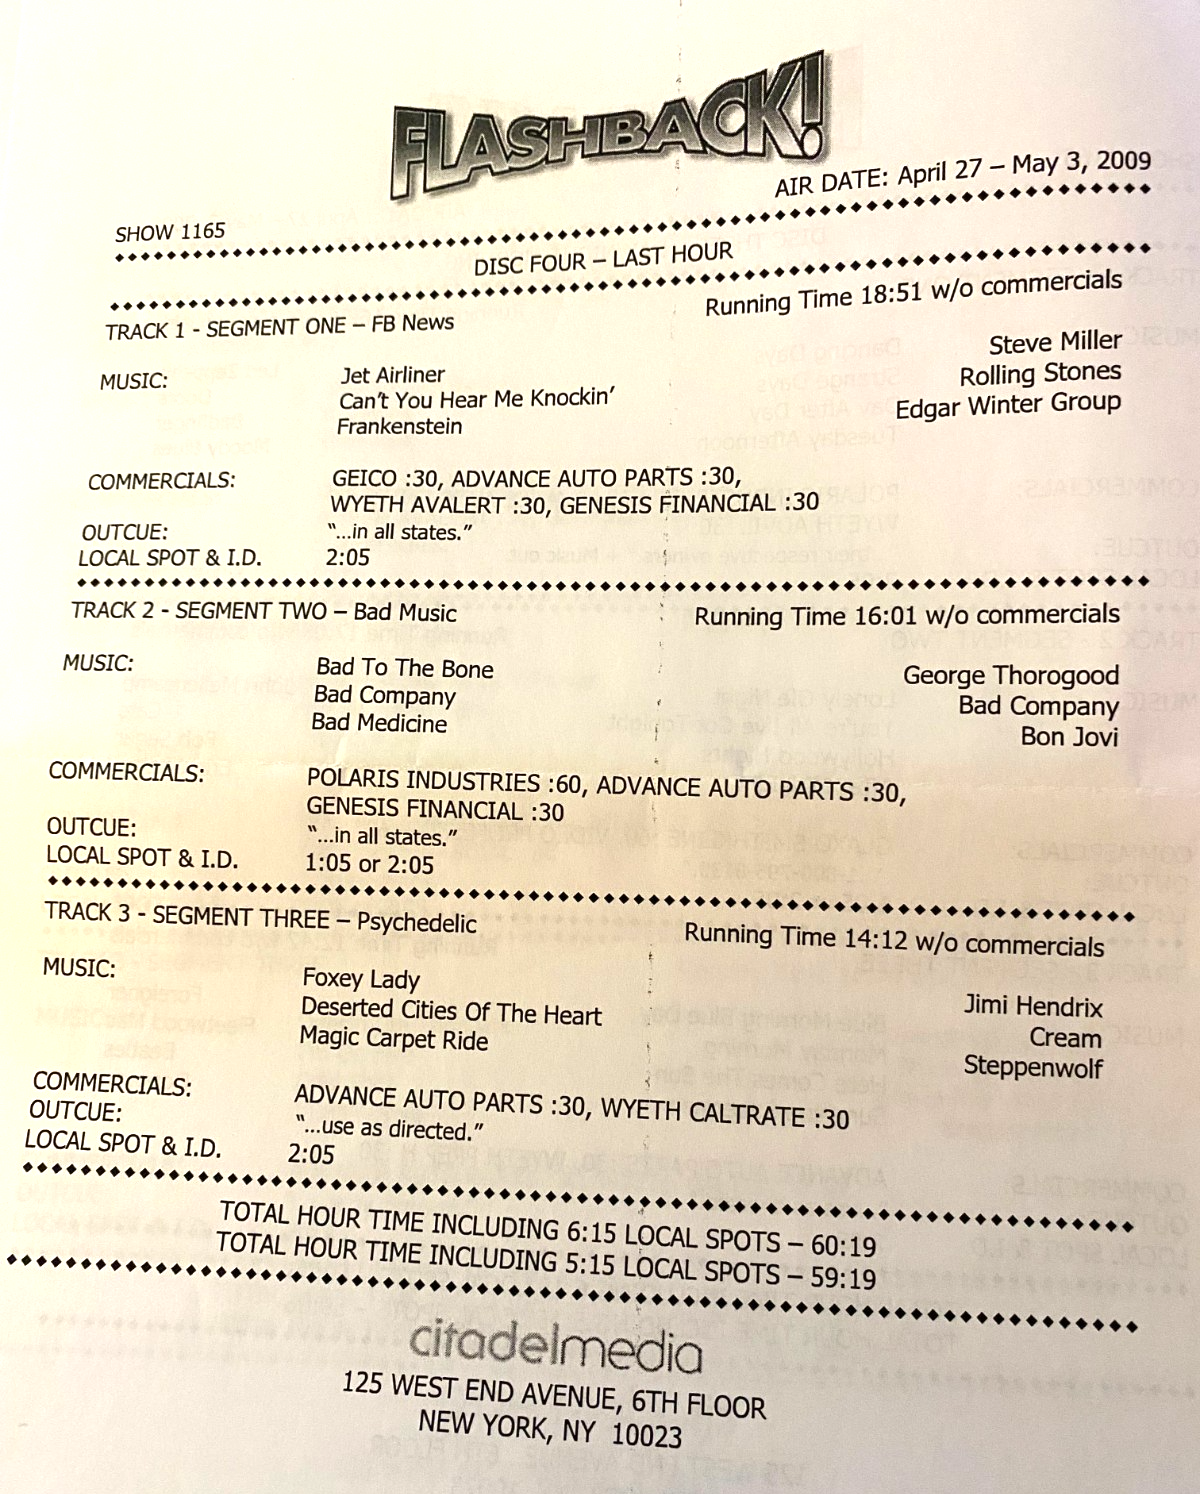 FLASHBACK!
AIR DATE: April 27 – May 3, 2009
SHOW 1165
DISC FOUR – LAST HOUR
TRACK 1 - SEGMENT ONE – FB News Running Time 18:51 w/o commercials
MUSIC: Jet Airliner Steve Miller
Can't You Hear Me Knockin' Rolling Stones
Frankenstein Edgar Winter Group
COMMERCIALS: GEICO :30, ADVANCE AUTO PARTS :30,
WYETH AVALERT :30, GENESIS FINANCIAL :30
OUTCUE: "...in all states."
LOCAL SPOT & I.D. 2:05
TRACK 2 - SEGMENT TWO – Bad Music Running Time 16:01 w/o commercials
MUSIC: Bad To The Bone George Thorogood
Bad Company Bad Company
Bad Medicine Bon Jovi
COMMERCIALS: POLARIS INDUSTRIES :60, ADVANCE AUTO PARTS :30,
GENESIS FINANCIAL :30
OUTCUE: "...in all states."
LOCAL SPOT & I.D. 1:05 or 2:05
TRACK 3 - SEGMENT THREE – Psychedelic Running Time 14:12 w/o commercials
MUSIC: Foxey Lady Jimi Hendrix
Deserted Cities Of The Heart Cream
Magic Carpet Ride Steppenwolf
COMMERCIALS: ADVANCE AUTO PARTS :30, WYETH CALTRATE :30
OUTCUE: "...use as directed."
LOCAL SPOT & I.D. 2:05
TOTAL HOUR TIME INCLUDING 6:15 LOCAL SPOTS – 60:19
TOTAL HOUR TIME INCLUDING 5:15 LOCAL SPOTS – 59:19
citadelmedia
125 WEST END AVENUE, 6TH FLOOR
NEW YORK, NY 10023